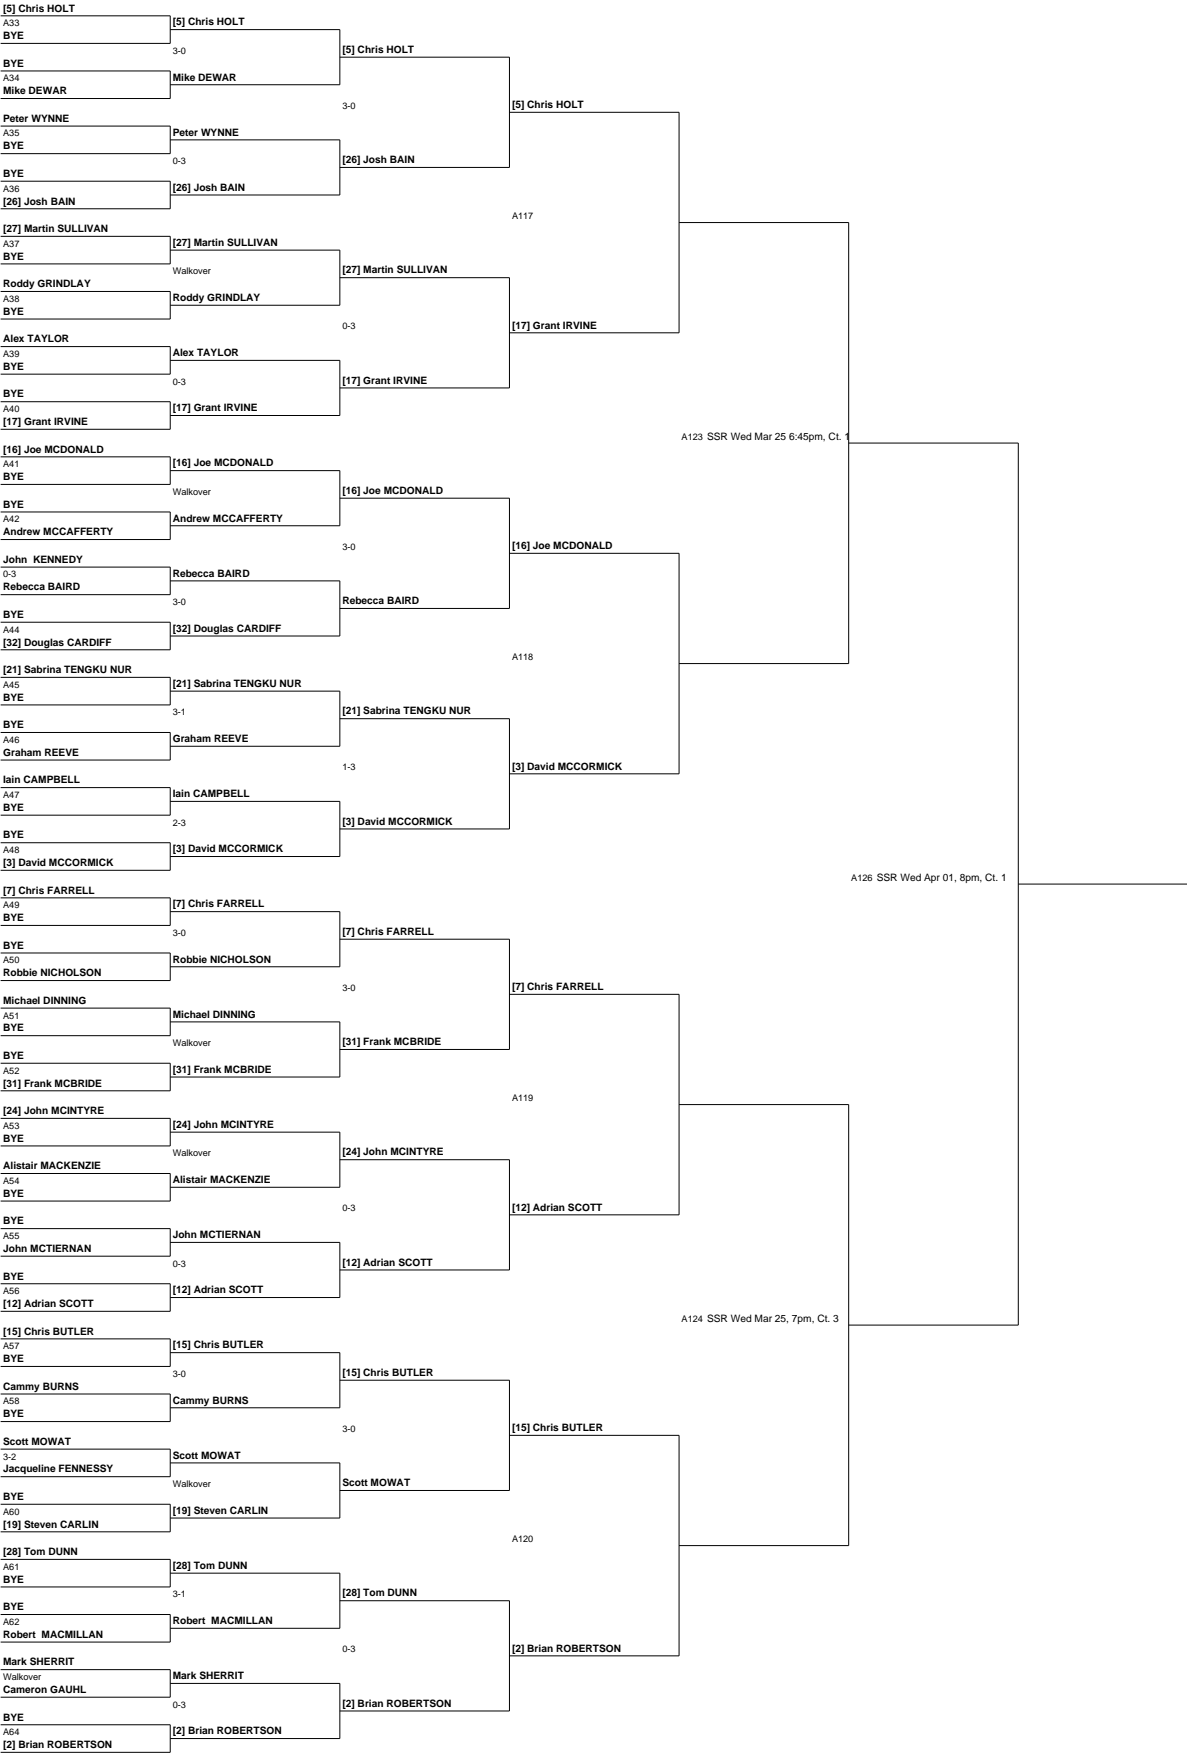 [5] Chris HOLT
A33
BYE
BYE
A34
Mike DEWAR
Peter WYNNE
A35
BYE
BYE
A36
[26] Josh BAIN
[27] Martin SULLIVAN
A37
BYE
Roddy GRINDLAY
A38
BYE
Alex TAYLOR
A39
BYE
BYE
A40
[17] Grant IRVINE
[16] Joe MCDONALD
A41
BYE
BYE
A42
Andrew MCCAFFERTY
John  KENNEDY
0-3
Rebecca BAIRD
BYE
A44
[32] Douglas CARDIFF
[21] Sabrina TENGKU NUR
A45
BYE
BYE
A46
Graham REEVE
Iain CAMPBELL
A47
BYE
BYE
A48
[3] David MCCORMICK
[7] Chris FARRELL
A49
BYE
BYE
A50
Robbie NICHOLSON
Michael DINNING
A51
BYE
BYE
A52
[31] Frank MCBRIDE
[24] John MCINTYRE
A53
BYE
Alistair MACKENZIE
A54
BYE
BYE
A55
John MCTIERNAN
BYE
A56
[12] Adrian SCOTT
[15] Chris BUTLER
A57
BYE
Cammy BURNS
A58
BYE
Scott MOWAT
3-2
Jacqueline FENNESSY
BYE
A60
[19] Steven CARLIN
[28] Tom DUNN
A61
BYE
BYE
A62
Robert  MACMILLAN
Mark SHERRIT
Walkover
Cameron GAUHL
BYE
A64
[2] Brian ROBERTSON
[5] Chris HOLT
3-0
Mike DEWAR
Peter WYNNE
0-3
[26] Josh BAIN
[27] Martin SULLIVAN
Walkover
Roddy GRINDLAY
Alex TAYLOR
0-3
[17] Grant IRVINE
[16] Joe MCDONALD
Walkover
Andrew MCCAFFERTY
Rebecca BAIRD
3-0
[32] Douglas CARDIFF
[21] Sabrina TENGKU NUR
3-1
Graham REEVE
Iain CAMPBELL
2-3
[3] David MCCORMICK
[7] Chris FARRELL
3-0
Robbie NICHOLSON
Michael DINNING
Walkover
[31] Frank MCBRIDE
[24] John MCINTYRE
Walkover
Alistair MACKENZIE
John MCTIERNAN
0-3
[12] Adrian SCOTT
[15] Chris BUTLER
3-0
Cammy BURNS
Scott MOWAT
Walkover
[19] Steven CARLIN
[28] Tom DUNN
3-1
Robert  MACMILLAN
Mark SHERRIT
0-3
[2] Brian ROBERTSON
[5] Chris HOLT
3-0
[26] Josh BAIN
[27] Martin SULLIVAN
0-3
[17] Grant IRVINE
[16] Joe MCDONALD
3-0
Rebecca BAIRD
[21] Sabrina TENGKU NUR
1-3
[3] David MCCORMICK
[7] Chris FARRELL
3-0
[31] Frank MCBRIDE
[24] John MCINTYRE
0-3
[12] Adrian SCOTT
[15] Chris BUTLER
3-0
Scott MOWAT
[28] Tom DUNN
0-3
[2] Brian ROBERTSON
[5] Chris HOLT
A117
[17] Grant IRVINE
[16] Joe MCDONALD
A118
[3] David MCCORMICK
[7] Chris FARRELL
A119
[12] Adrian SCOTT
[15] Chris BUTLER
A120
[2] Brian ROBERTSON
A123 SSR Wed Mar 25 6:45pm, Ct. 1
A124 SSR Wed Mar 25, 7pm, Ct. 3
A126 SSR Wed Apr 01, 8pm, Ct. 1